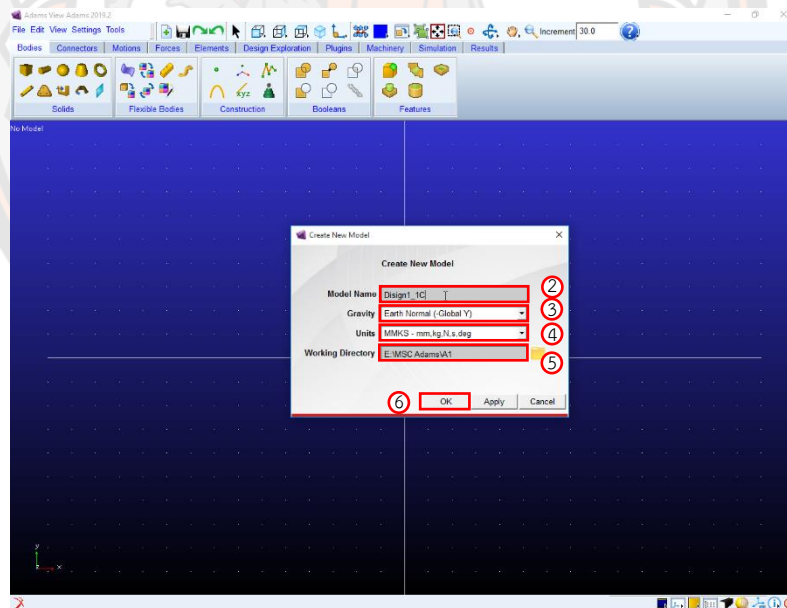 Adams View Adams 2019.2
File Edit View Settings Tools
Increment 30.0
Bodies Connectors Motions Forces Elements Design Exploration Plugins Machinery Simulation Results
xyz
Solids Flexible Bodies Construction Booleans Features
No Model
Create New Model
Create New Model
Model Name Disign1_1C 2
Gravity Earth Normal (-Global Y) 3
Units MMKS - mm,kg,N,s,deg 4
Working Directory E:\MSC Adams\A1 5
6 OK Apply Cancel
y
z x